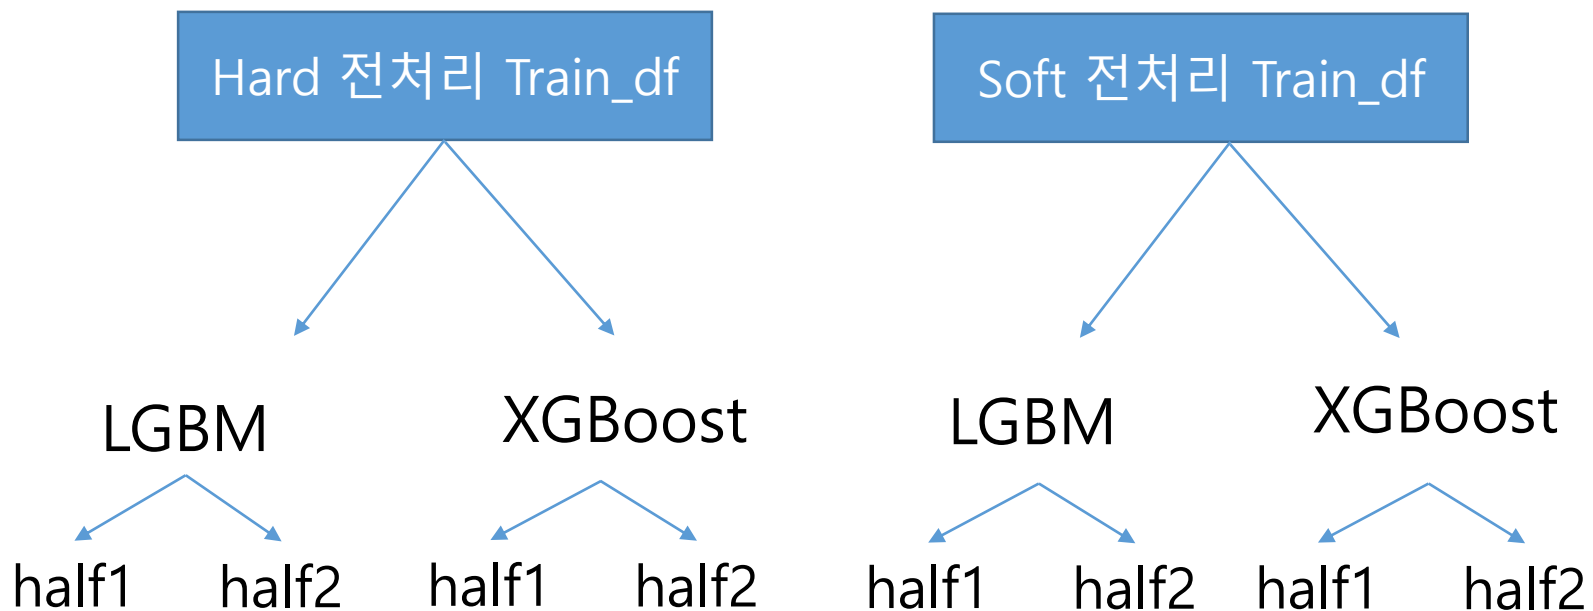 Hard 전처리 Train_df
Soft 전처리 Train_df
LGBM
XGBoost
LGBM
XGBoost
half1
half2
half1
half2
half1
half2
half1
half2